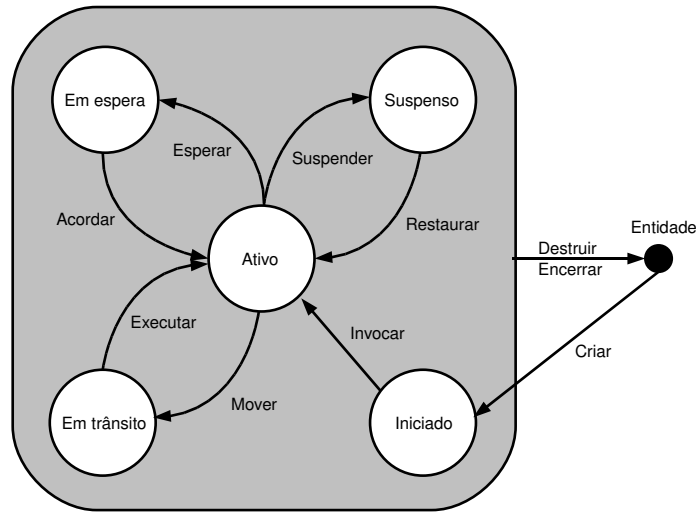 Em espera
Suspenso
Esperar
Suspender
Acordar
Restaurar
Entidade
Destruir
Encerrar
Ativo
Executar
Invocar
Criar
Mover
Em trânsito
Iniciado